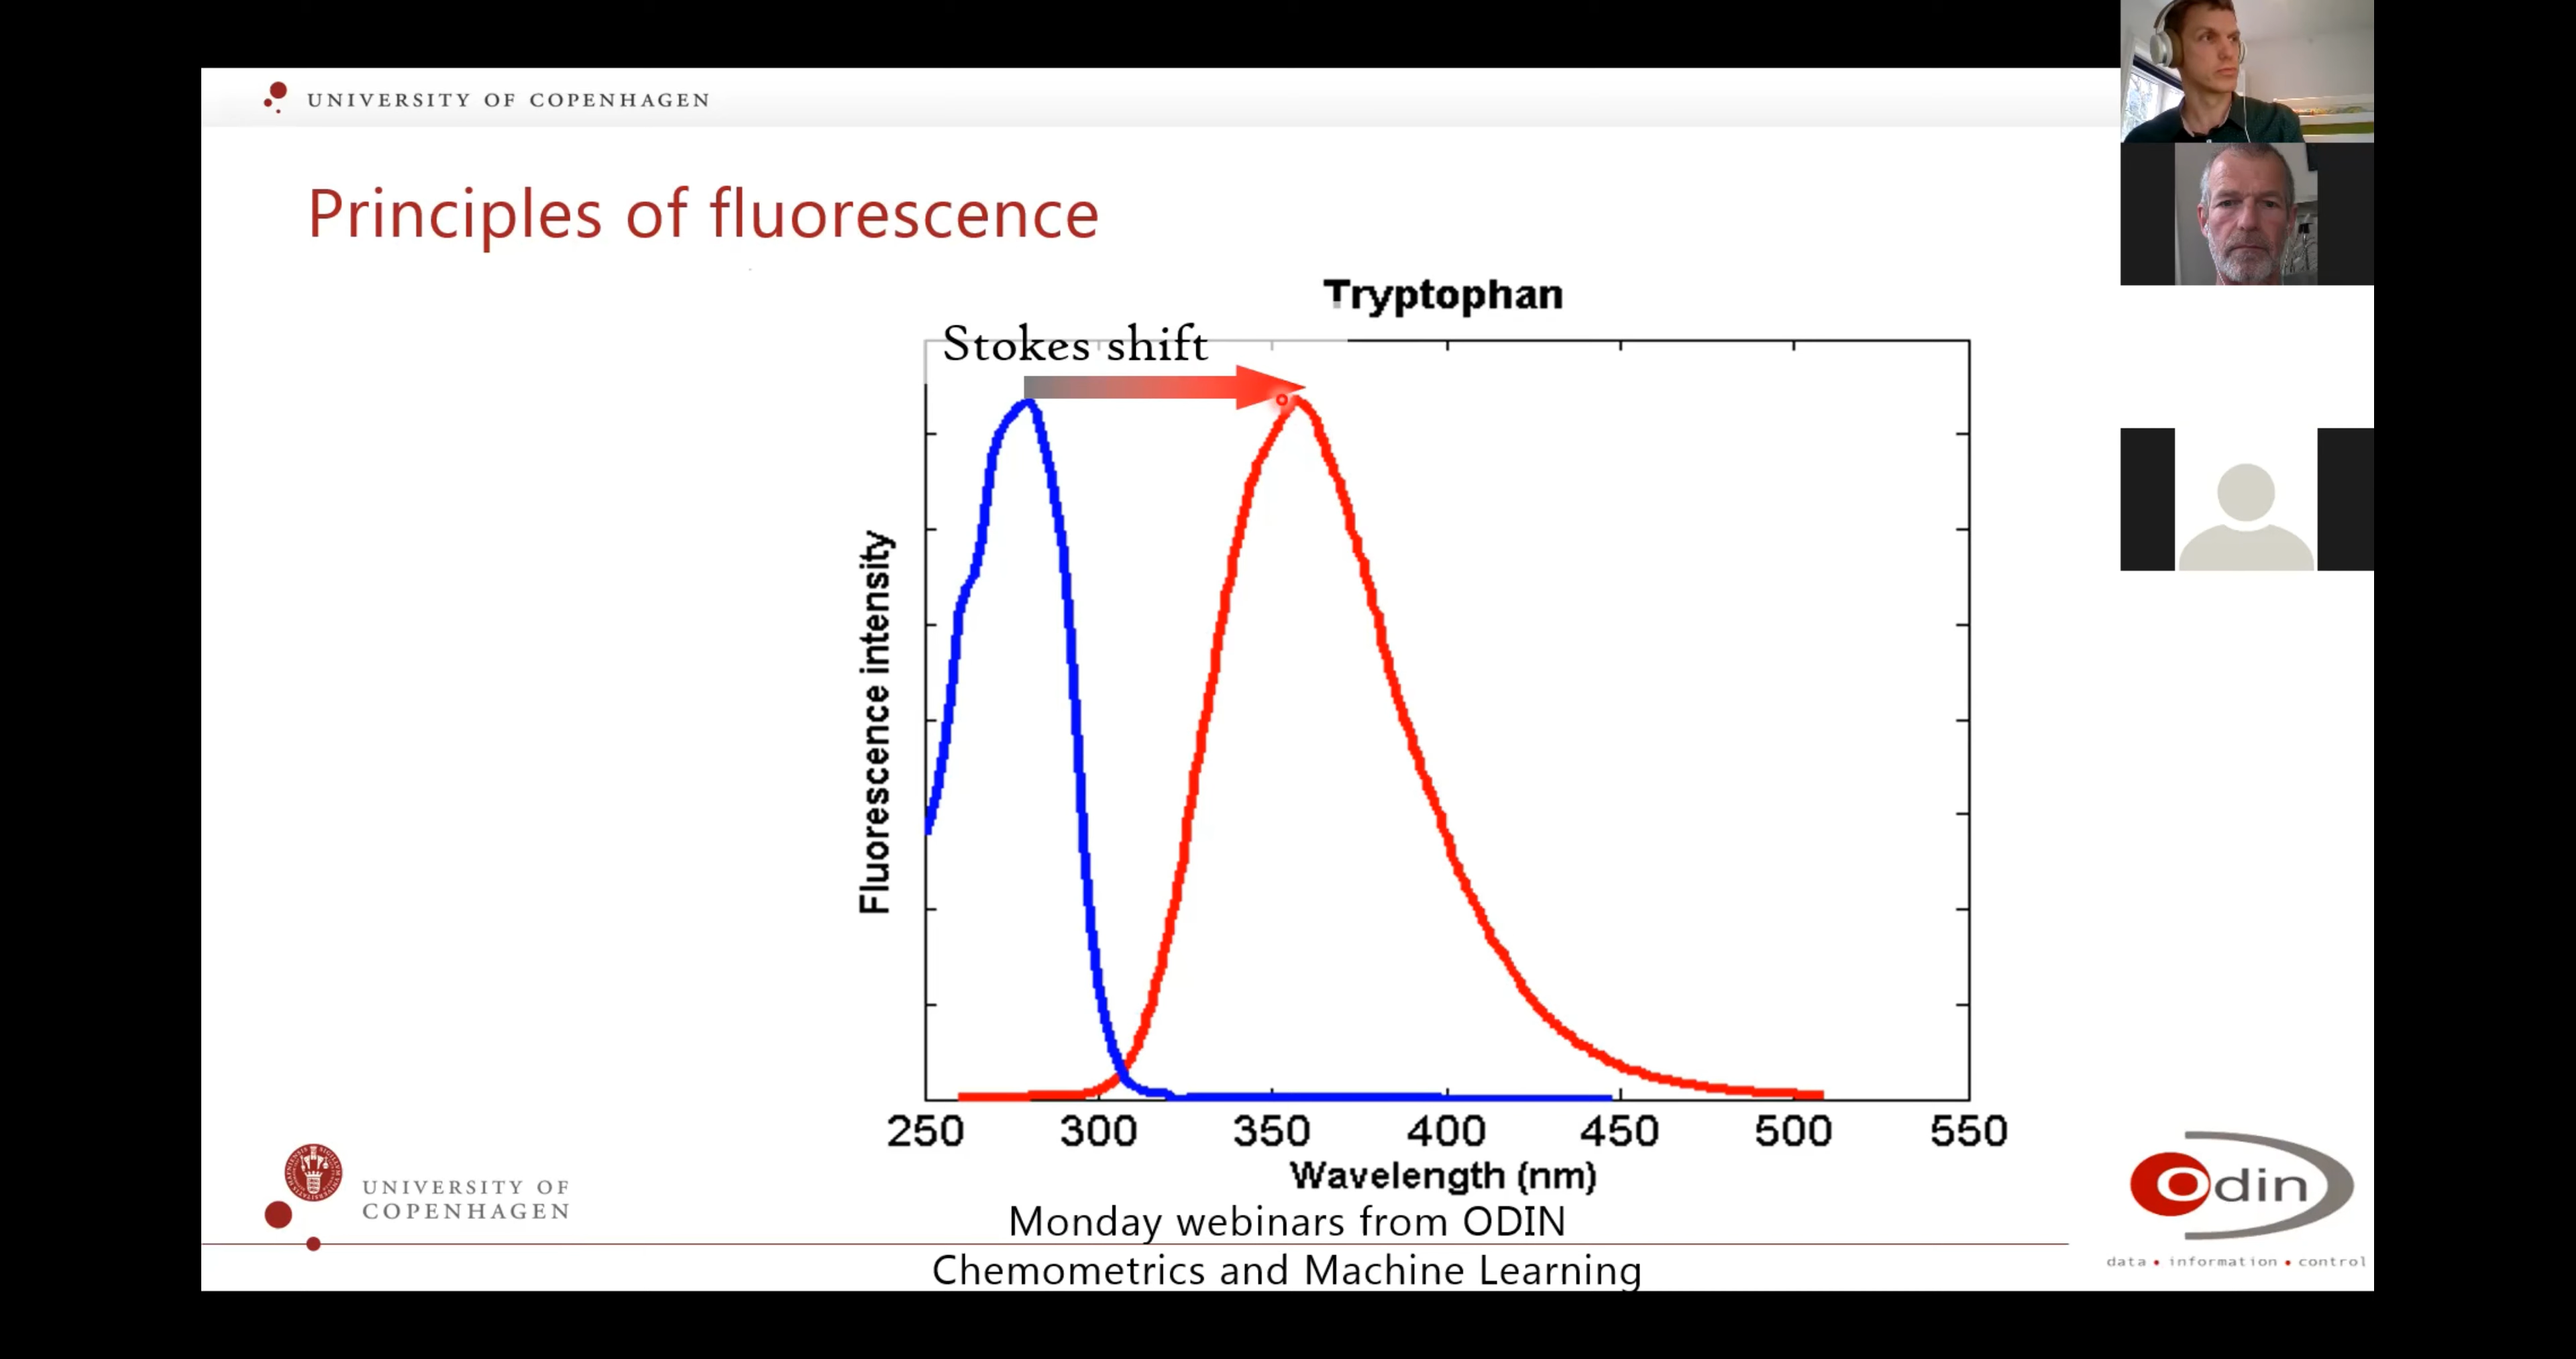 UNIVERSITY OF COPENHAGEN
Principles of fluorescence
Tryptophan
Stokes shift
Fluorescence intensity
250 300 350 400 450 500 550
Wavelength (nm)
UNIVERSITY OF
COPENHAGEN
Monday webinars from ODIN
Chemometrics and Machine Learning
Odin
data • information • control